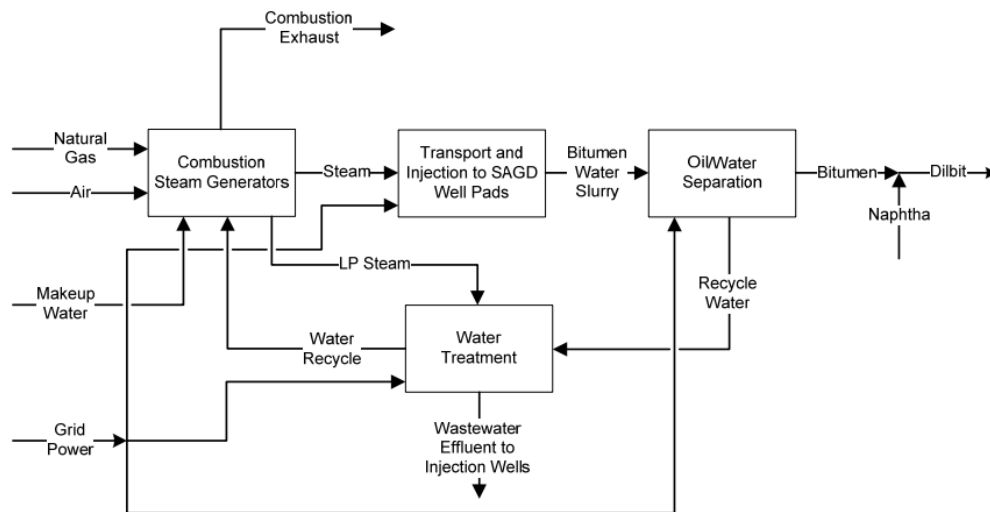 Combustion
Exhaust
Natural
Gas
Air
Combustion
Steam Generators
Steam
Transport and
Injection to SAGD
Well Pads
Bitumen
Water
Slurry
Oil/Water
Separation
Bitumen
Dilbit
Naphtha
LP Steam
Recycle
Water
Makeup
Water
Water
Recycle
Water
Treatment
Grid
Power
Wastewater
Effluent to
Injection Wells